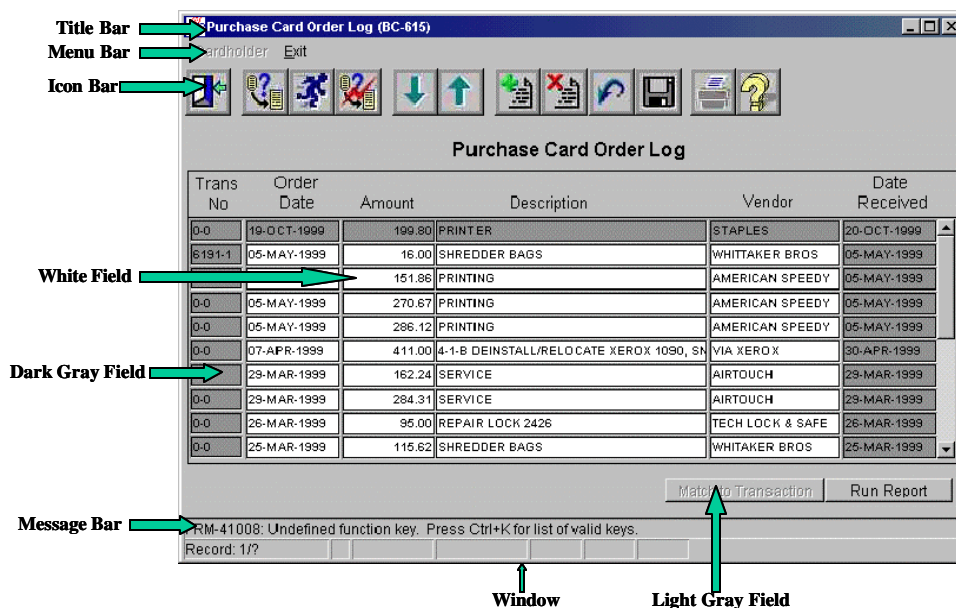 Title Bar
Purchase Card Order Log (BC-615)
Menu Bar
ardholder Exit
Icon Bar
Purchase Card Order Log
Trans No Order Date Amount Description Vendor Date Received
0-0 19-OCT-1999 199.80 PRINTER STAPLES 20-OCT-1999
6191-1 05-MAY-1999 16.00 SHREDDER BAGS WHITTAKER BROS 05-MAY-1999
White Field
151.86 PRINTING AMERICAN SPEEDY 05-MAY-1999
0-0 05-MAY-1999 270.67 PRINTING AMERICAN SPEEDY 05-MAY-1999
0-0 05-MAY-1999 286.12 PRINTING AMERICAN SPEEDY 05-MAY-1999
0-0 07-APR-1999 411.00 4-1-B DEINSTALL/RELOCATE XEROX 1090, SN VIA XEROX 30-APR-1999
Dark Gray Field
29-MAR-1999 162.24 SERVICE AIRTOUCH 29-MAR-1999
0-0 29-MAR-1999 284.31 SERVICE AIRTOUCH 29-MAR-1999
0-0 26-MAR-1999 95.00 REPAIR LOCK 2426 TECH LOCK & SAFE 26-MAR-1999
0-0 25-MAR-1999 115.62 SHREDDER BAGS WHITAKER BROS 25-MAR-1999
Match to Transaction Run Report
Message Bar
FRM-41008: Undefined function key. Press Ctrl+K for list of valid keys.
Record: 1/?
Window
Light Gray Field